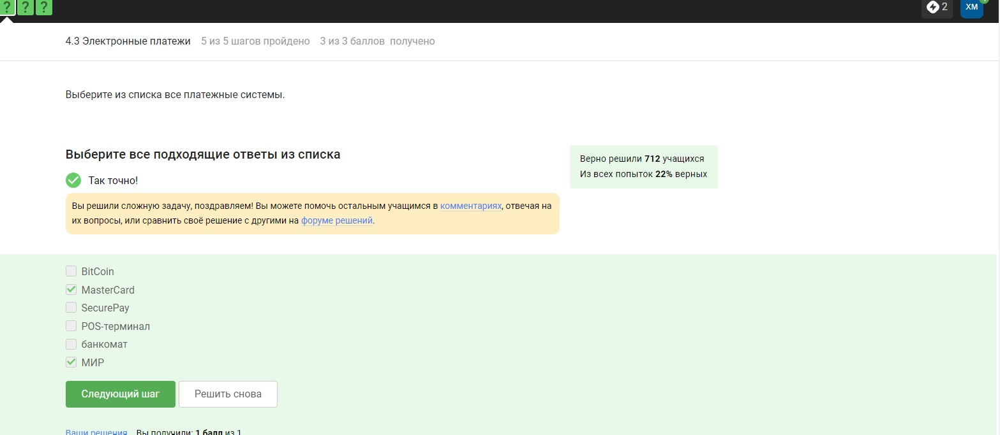 ? ? ?
2
ХМ
4.3 Электронные платежи 5 из 5 шагов пройдено 3 из 3 баллов получено
Выберите из списка все платежные системы.
Выберите все подходящие ответы из списка
Верно решили 712 учащихся
Из всех попыток 22% верных
Так точно!
Вы решили сложную задачу, поздравляем! Вы можете помочь остальным учащимся в комментариях, отвечая на
их вопросы, или сравнить своё решение с другими на форуме решений.
BitCoin
MasterCard
SecurePay
POS-терминал
банкомат
МИР
Следующий шаг
Решить снова
Ваши решения Вы получили: 1 балл из 1